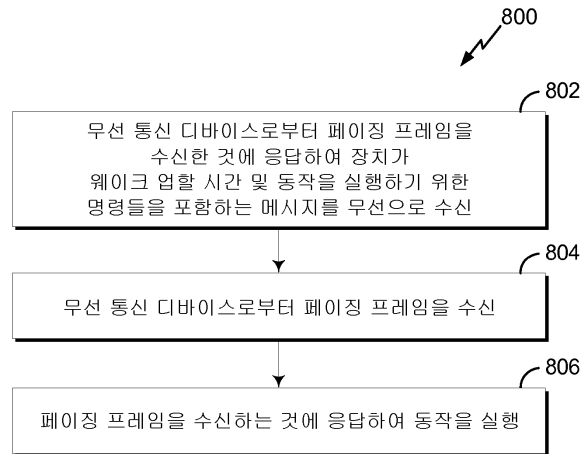 800
802
무선 통신 디바이스로부터 페이징 프레임을
수신한 것에 응답하여 장치가
웨이크 업할 시간 및 동작을 실행하기 위한
명령들을 포함하는 메시지를 무선으로 수신
804
무선 통신 디바이스로부터 페이징 프레임을 수신
806
페이징 프레임을 수신하는 것에 응답하여 동작을 실행